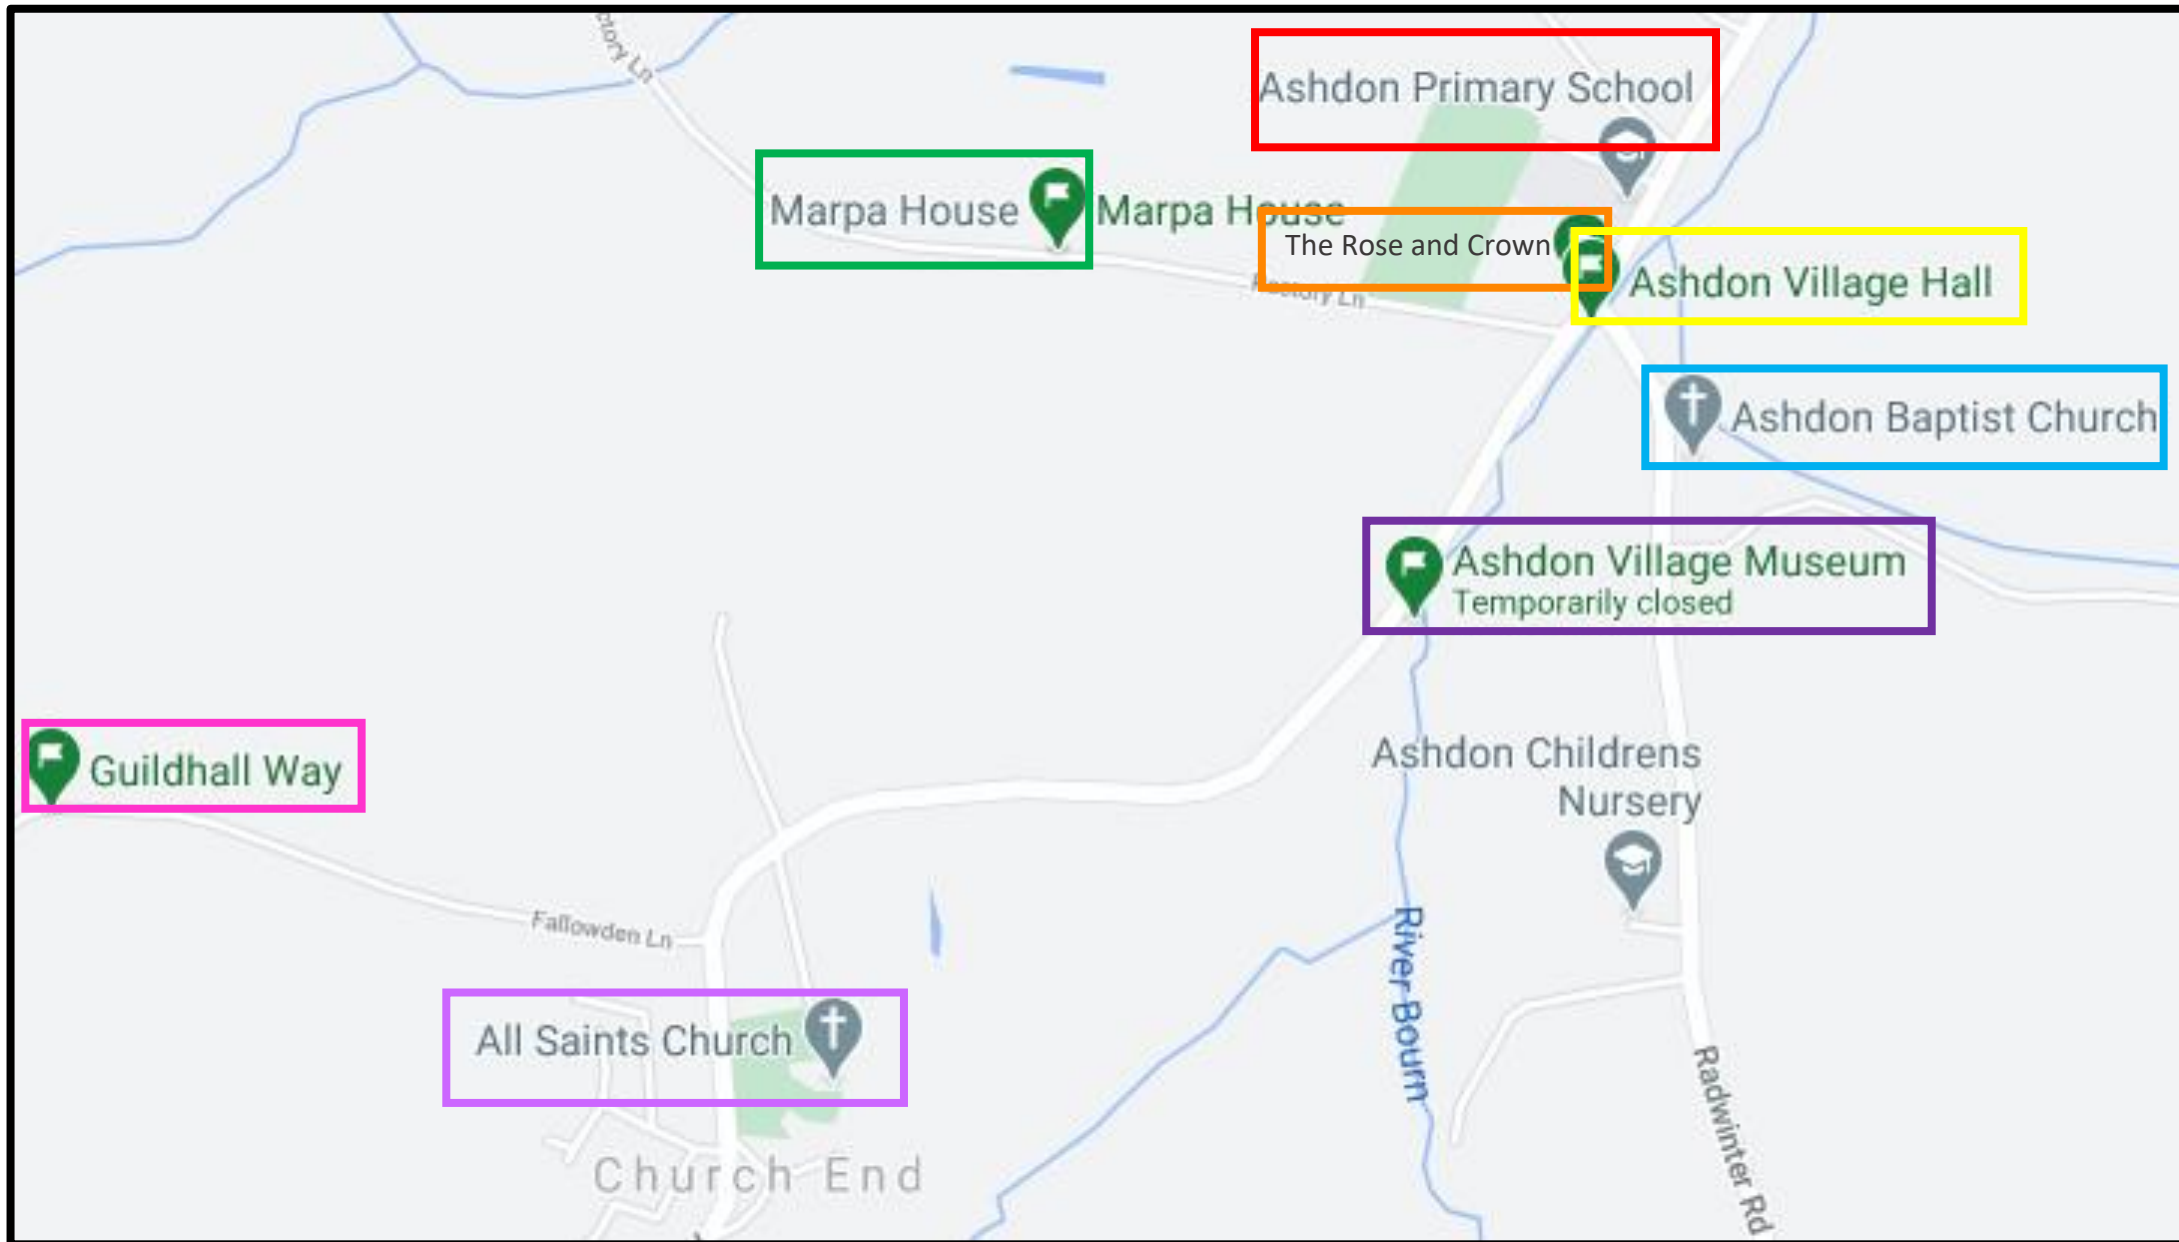 ctory Ln
Ashdon Primary School
Marpa House
Marpa House
The Rose and Crown
Rectory Ln
Ashdon Village Hall
Ashdon Baptist Church
Ashdon Village Museum
Temporarily closed
Guildhall Way
Ashdon Childrens
Nursery
Fallowden Ln
River Bourn
All Saints Church
Radwinter Rd
Church End